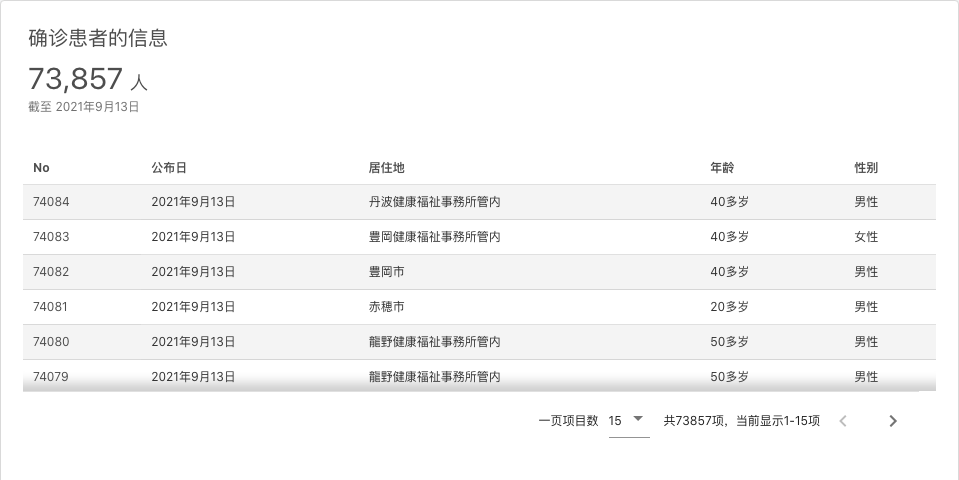 确诊患者的信息
73,857 人
截至 2021年9月13日
No 公布日 居住地 年龄 性别
74084 2021年9月13日 丹波健康福祉事務所管内 40多岁 男性
74083 2021年9月13日 豊岡健康福祉事務所管内 40多岁 女性
74082 2021年9月13日 豊岡市 40多岁 男性
74081 2021年9月13日 赤穂市 20多岁 男性
74080 2021年9月13日 龍野健康福祉事務所管内 50多岁 男性
74079 2021年9月13日 龍野健康福祉事務所管内 50多岁 男性
一页项目数 15 共73857项，当前显示1-15项